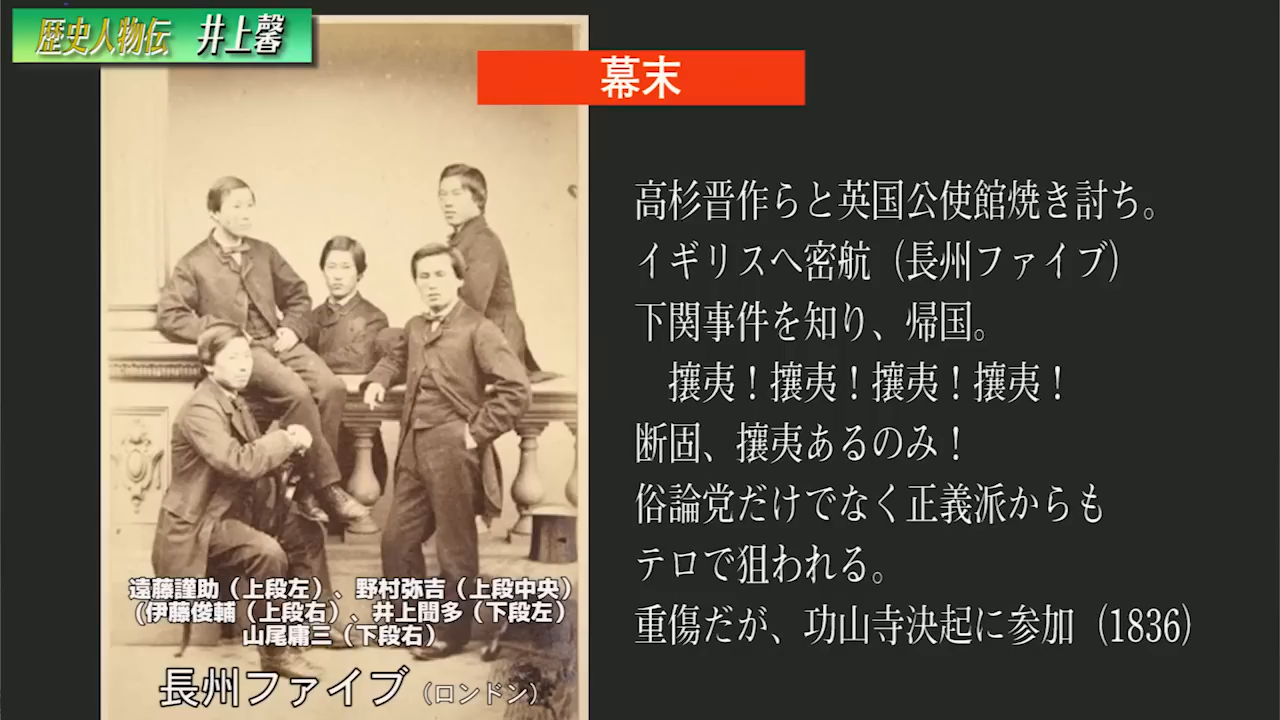 歴史人物伝　井上馨
幕末
高杉晋作らと英国公使館焼き討ち。
イギリスへ密航（長州ファイブ）
下関事件を知り、帰国。
攘夷！攘夷！攘夷！攘夷！
断固、攘夷あるのみ！
俗論党だけでなく正義派からも
テロで狙われる。
重傷だが、功山寺決起に参加（1836）
遠藤謹助（上段左）、野村弥吉（上段中央）
(伊藤俊輔（上段右）、井上聞多（下段左）
山尾庸三（下段右）
長州ファイブ（ロンドン）